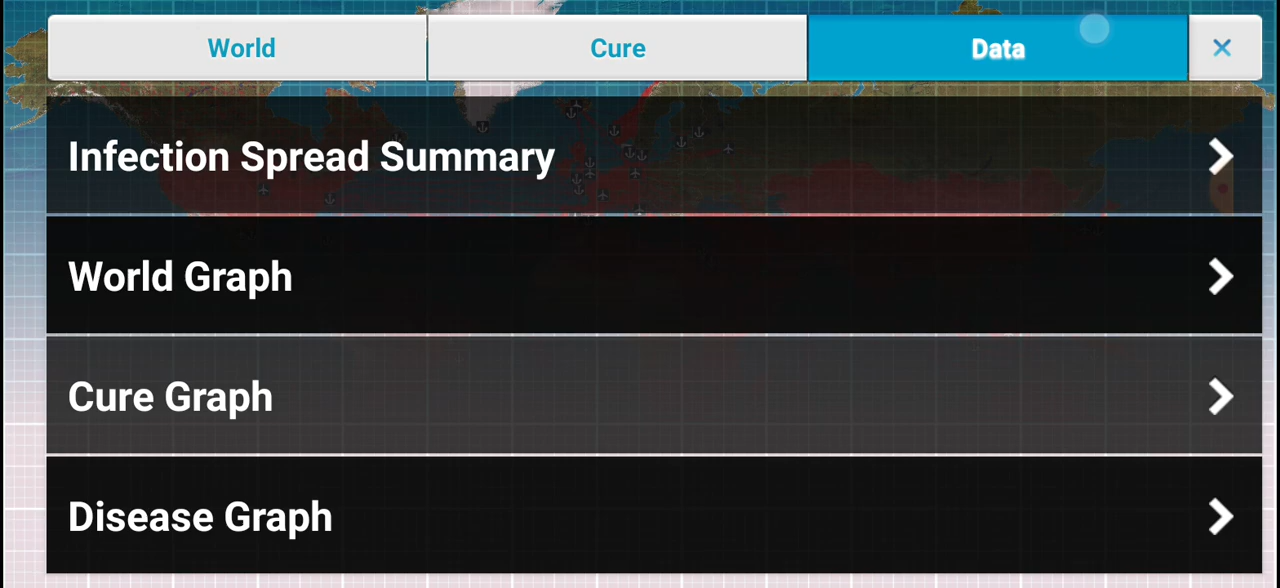 World
Cure
Data
×
Infection Spread Summary
World Graph
Cure Graph
Disease Graph